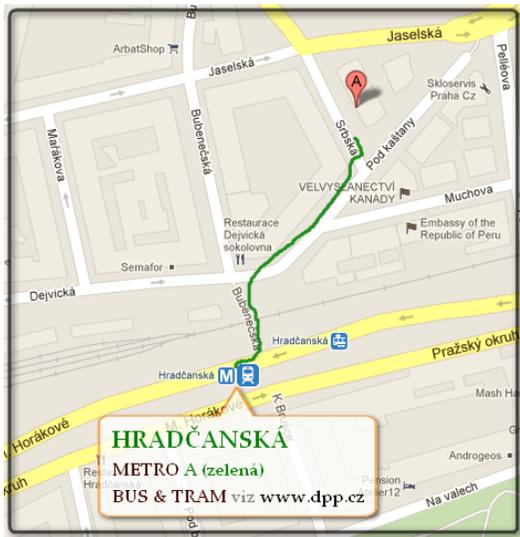 Jaselská
ArbatShop
Jaselská
Pelléova
Skloservis
Praha Cz
A
Srbská
Pod kaštany
Mařákova
Bubenečská
VELVYSLANECTVÍ
KANADY
Muchova
Restaurace
Dejvická
sokolovna
Embassy of the
Republic of Peru
Semafor
Dejvická
Bubenečská
Hradčanská
Pražský okruh
Hradčanská
M
M. Horákové
Mash
M. Horákové
HRADČANSKÁ
METRO A (zelená)
BUS & TRAM viz www.dpp.cz
Androgeos
Pension
Atelier12
Na valech